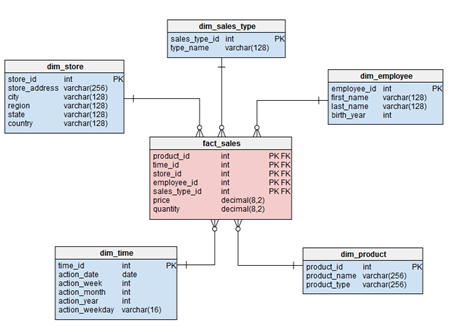 dim_sales_type
sales_type_id int PK
type_name varchar(128)
dim_store
store_id int PK
store_address varchar(256)
city varchar(128)
region varchar(128)
state varchar(128)
country varchar(128)
dim_employee
employee_id int PK
first_name varchar(128)
last_name varchar(128)
birth_year int
fact_sales
product_id int PK FK
time_id int PK FK
store_id int PK FK
employee_id int PK FK
sales_type_id int PK FK
price decimal(8,2)
quantity decimal(8,2)
dim_time
time_id int PK
action_date date
action_week int
action_month int
action_year int
action_weekday varchar(16)
dim_product
product_id int PK
product_name varchar(256)
product_type varchar(256)